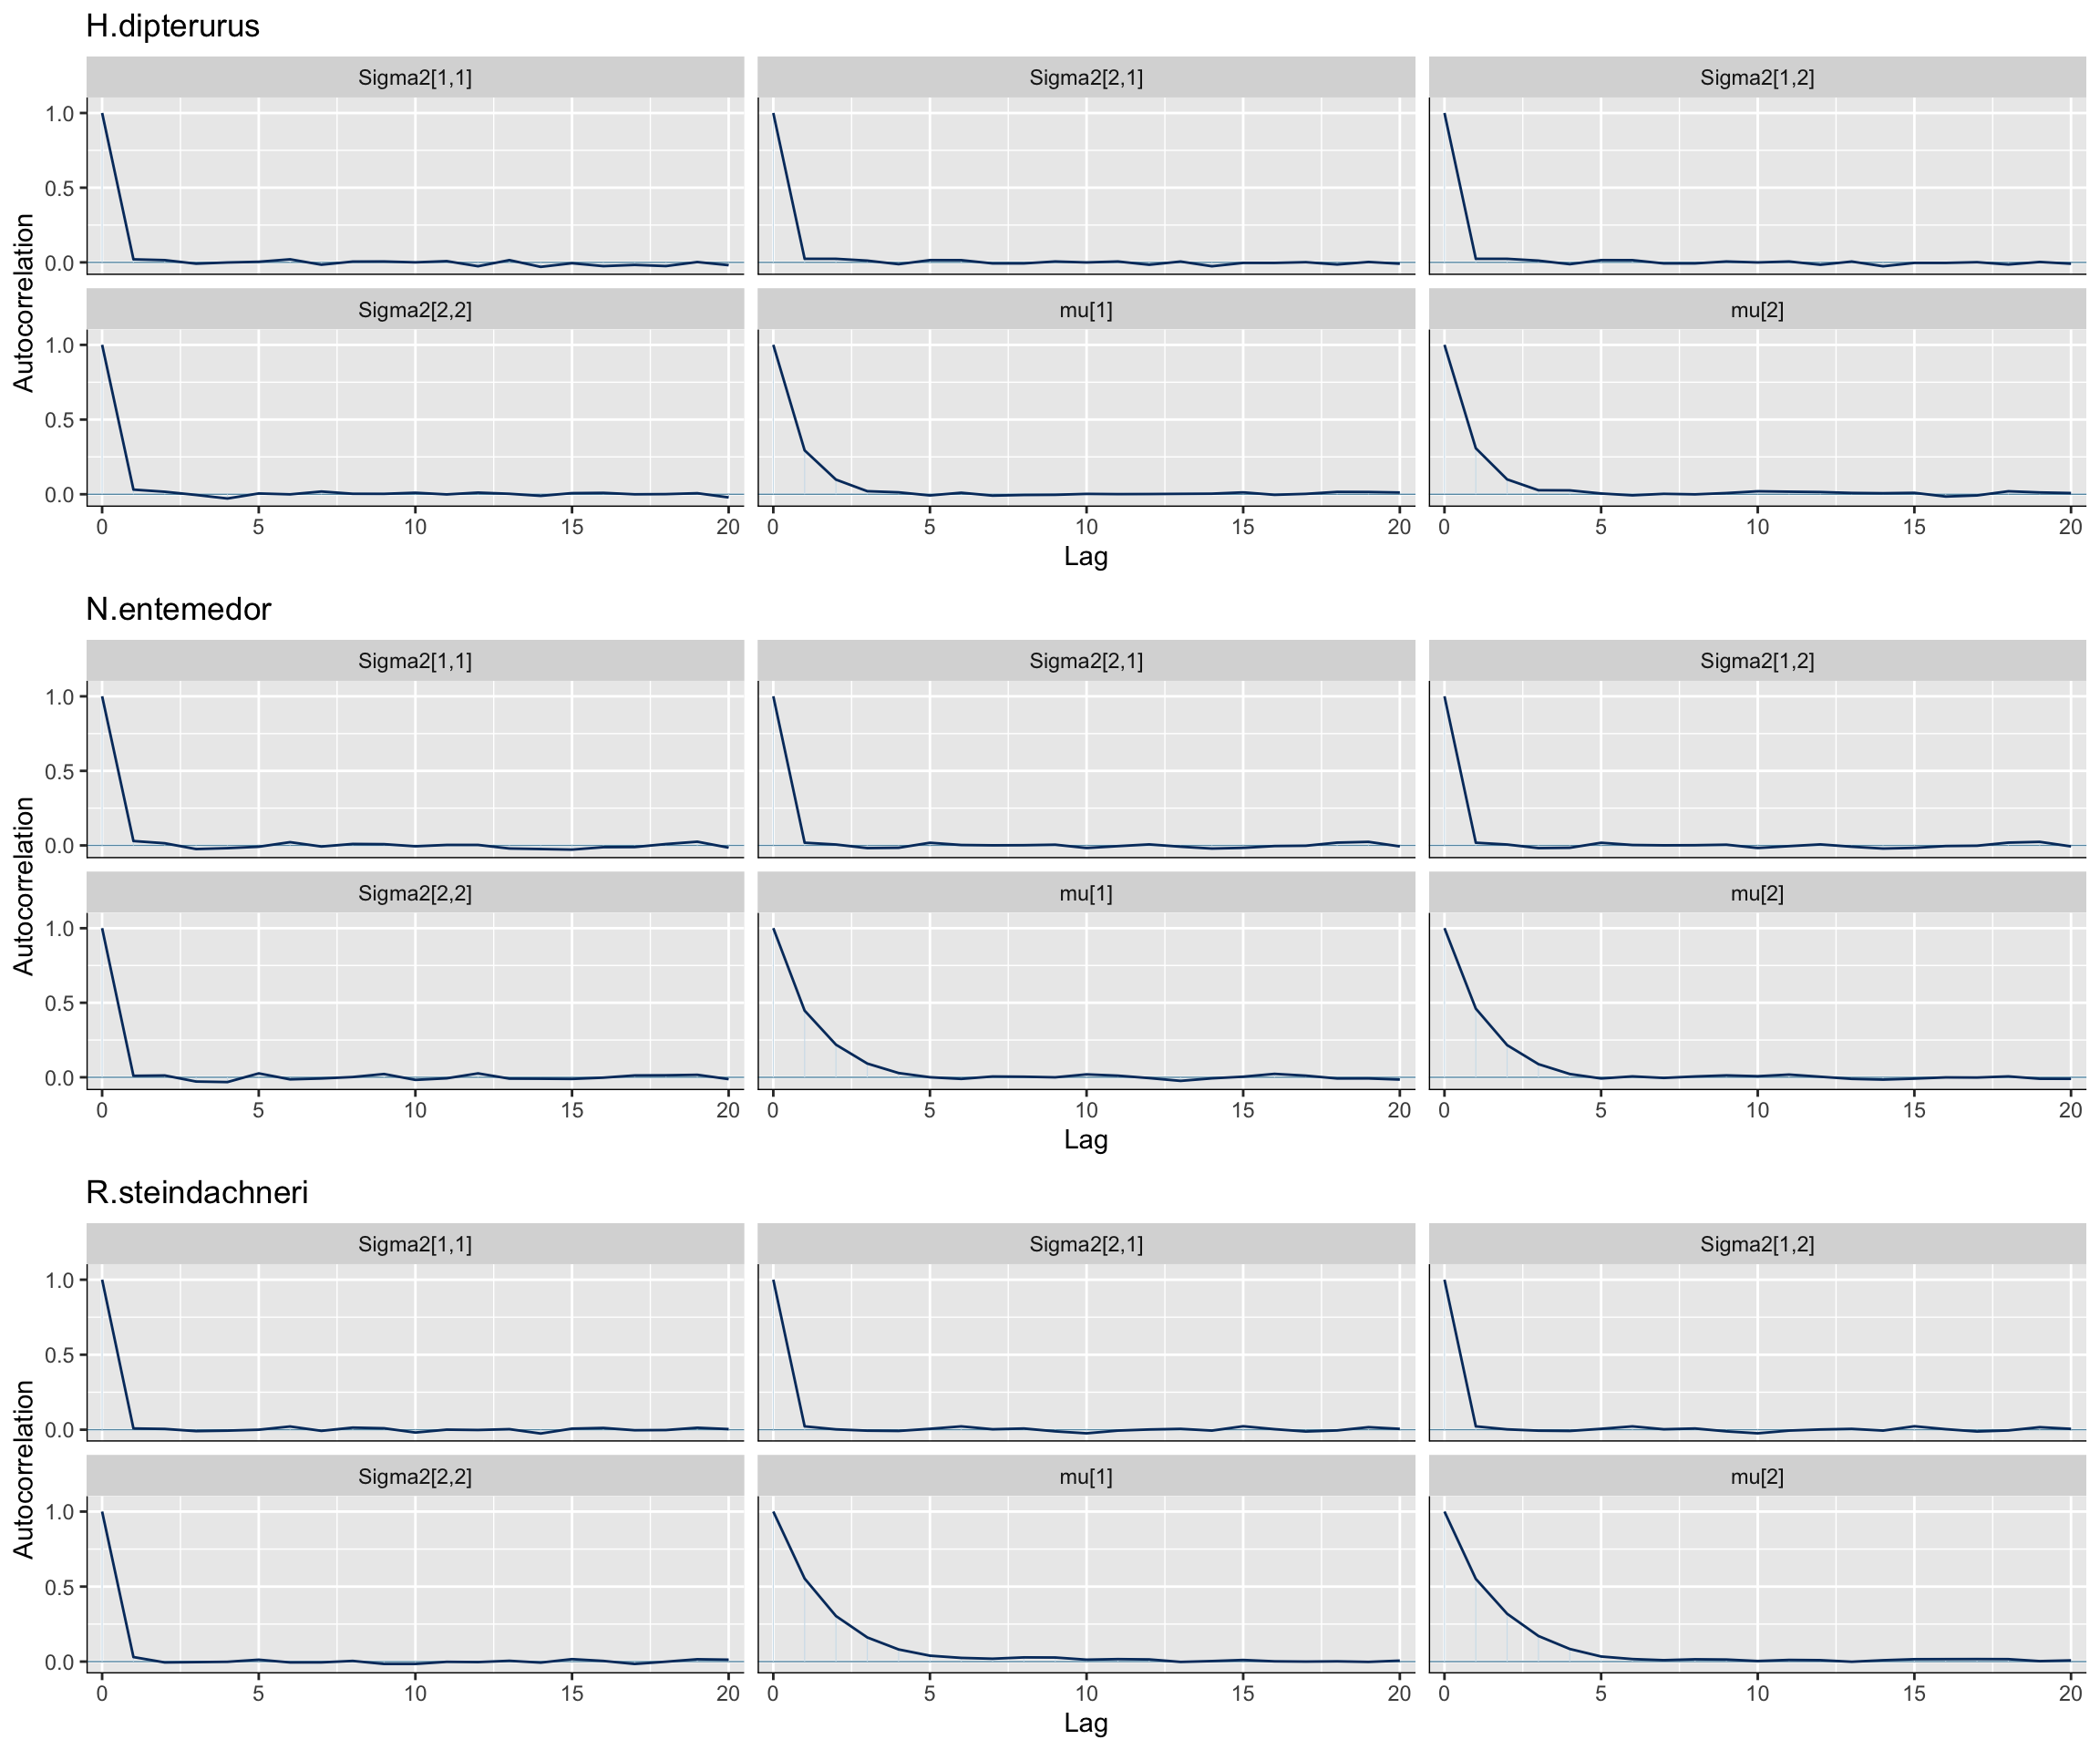 H.dipterurus
Sigma2[1,1] Sigma2[2,1] Sigma2[1,2]
1.0
0.5
0.0
Autocorrelation
Sigma2[2,2] mu[1] mu[2]
1.0
0.5
0.0
0 5 10 15 20 0 5 10 15 20 0 5 10 15 20
Lag
N.entemedor
Sigma2[1,1] Sigma2[2,1] Sigma2[1,2]
1.0
0.5
0.0
Autocorrelation
Sigma2[2,2] mu[1] mu[2]
1.0
0.5
0.0
0 5 10 15 20 0 5 10 15 20 0 5 10 15 20
Lag
R.steindachneri
Sigma2[1,1] Sigma2[2,1] Sigma2[1,2]
1.0
0.5
0.0
Autocorrelation
Sigma2[2,2] mu[1] mu[2]
1.0
0.5
0.0
0 5 10 15 20 0 5 10 15 20 0 5 10 15 20
Lag